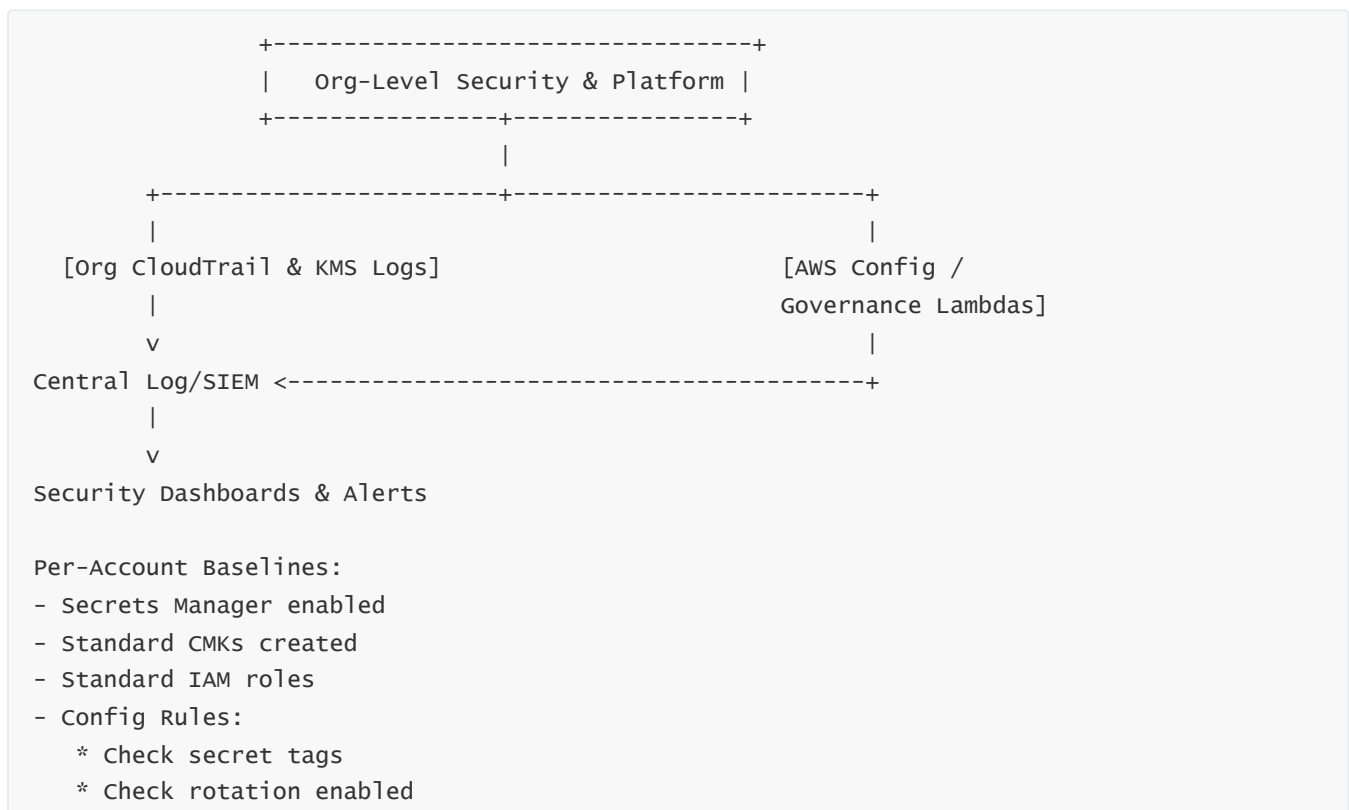 +----------------------------------+
|   Org-Level Security & Platform |
+----------------+----------------+
|
+------------------------+-------------------------+
|                                                  |
[Org CloudTrail & KMS Logs]                        [AWS Config /
|                                            Governance Lambdas]
v                                                  |
Central Log/SIEM <-----------------------------------------+
|
v
Security Dashboards & Alerts
Per-Account Baselines:
- Secrets Manager enabled
- Standard CMKs created
- Standard IAM roles
- Config Rules:
* Check secret tags
* Check rotation enabled